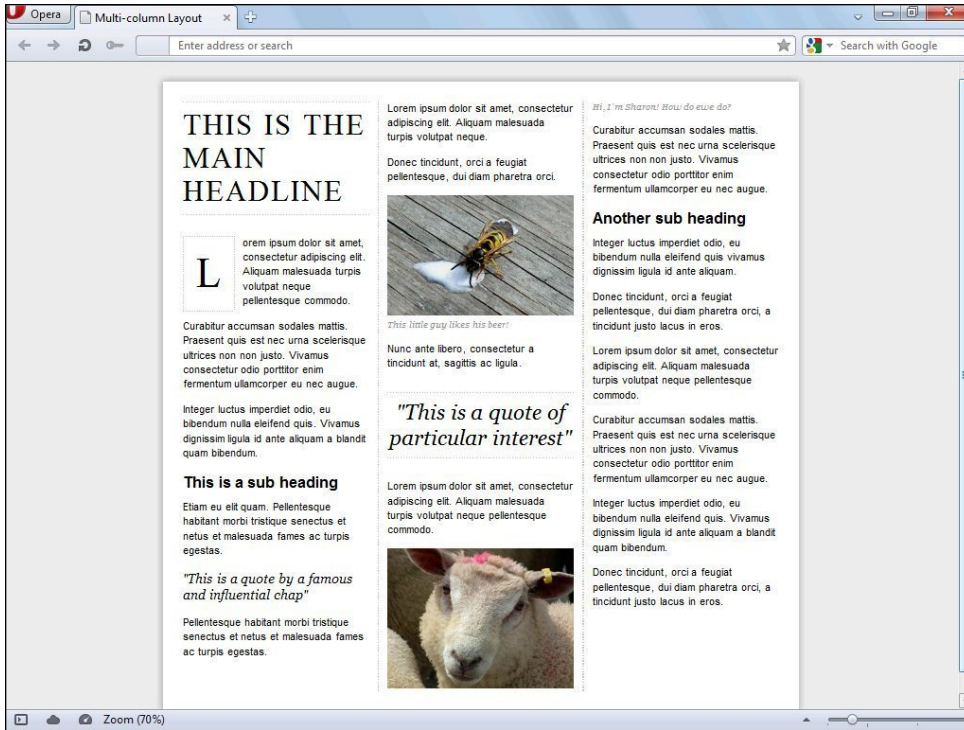 Opera
Multi-column Layout
Enter address or search
Search with Google
THIS IS THE
MAIN
HEADLINE
L
orem ipsum dolor sit amet,
consectetur adipiscing elit.
Aliquam malesuada turpis
volutpat neque
pellentesque commodo.
Curabitur accumsan sodales mattis.
Praesent quis est nec urna scelerisque
ultrices non non justo. Vivamus
consectetur odio porttitor enim
fermentum ullamcorper eu nec augue.
Integer luctus imperdiet odio, eu
bibendum nulla eleifend quis. Vivamus
dignissim ligula id ante aliquam a blandit
quam bibendum.
This is a sub heading
Etiam eu elit quam. Pellentesque
habitant morbi tristique senectus et
netus et malesuada fames ac turpis
egestas.
"This is a quote by a famous
and influential chap"
Pellentesque habitant morbi tristique
senectus et netus et malesuada fames
ac turpis egestas.
Lorem ipsum dolor sit amet, consectetur
adipiscing elit. Aliquam malesuada
turpis volutpat neque.
Donec tincidunt, orci a feugiat
pellentesque, dui diam pharetra orci.
This little guy likes his beer!
Nunc ante libero, consectetur a
tincidunt at, sagittis ac ligula.
"This is a quote of
particular interest"
Lorem ipsum dolor sit amet, consectetur
adipiscing elit. Aliquam malesuada
turpis volutpat neque pellentesque
commodo.
Hi, I'm Sharon! How do ewe do?
Curabitur accumsan sodales mattis.
Praesent quis est nec urna scelerisque
ultrices non non justo. Vivamus
consectetur odio porttitor enim
fermentum ullamcorper eu nec augue.
Another sub heading
Integer luctus imperdiet odio, eu
bibendum nulla eleifend quis vivamus
dignissim ligula id ante aliquam.
Donec tincidunt, orci a feugiat
pellentesque, dui diam pharetra orci, a
tincidunt justo lacus in eros.
Lorem ipsum dolor sit amet, consectetur
adipiscing elit. Aliquam malesuada
turpis volutpat neque pellentesque
commodo.
Curabitur accumsan sodales mattis.
Praesent quis est nec urna scelerisque
ultrices non non justo. Vivamus
consectetur odio porttitor enim
fermentum ullamcorper eu nec augue.
Integer luctus imperdiet odio, eu
bibendum nulla eleifend quis. Vivamus
dignissim ligula id ante aliquam a blandit
quam bibendum.
Donec tincidunt, orci a feugiat
pellentesque, dui diam pharetra orci, a
tincidunt justo lacus in eros.
Zoom (70%)